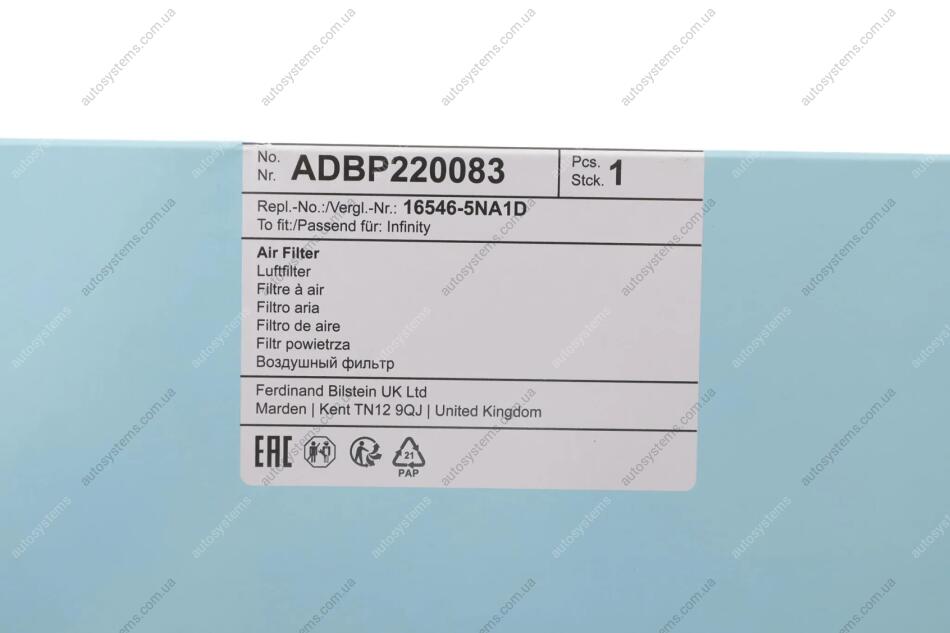 No.
Nr. ADBP220083
Pcs.
Stck. 1
Repl.-No.:/Vergl.-Nr.: 16546-5NA1D
To fit:/Passend für: Infinity
Air Filter
Luftfilter
Filtre à air
Filtro aria
Filtro de aire
Filtr powietrza
Воздушный фильтр
Ferdinand Bilstein UK Ltd
Marden | Kent TN12 9QJ | United Kingdom
EAC
21
PAP
autosystems.com.ua